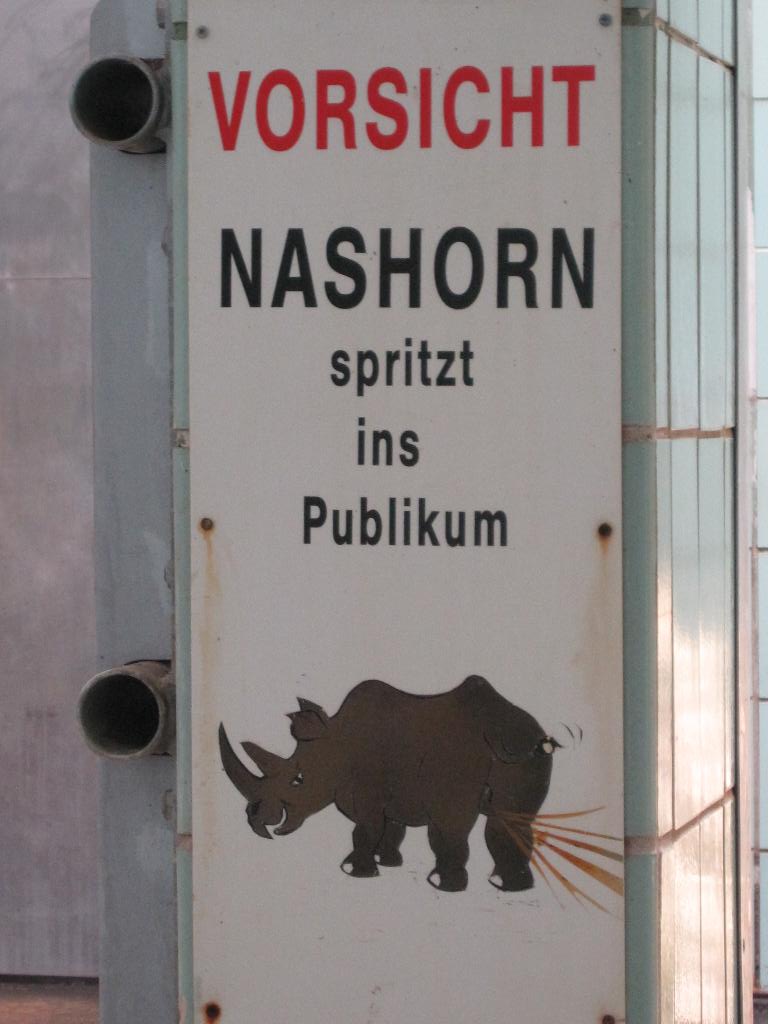 VORSICHT
NASHORN
spritzt
ins
Publikum